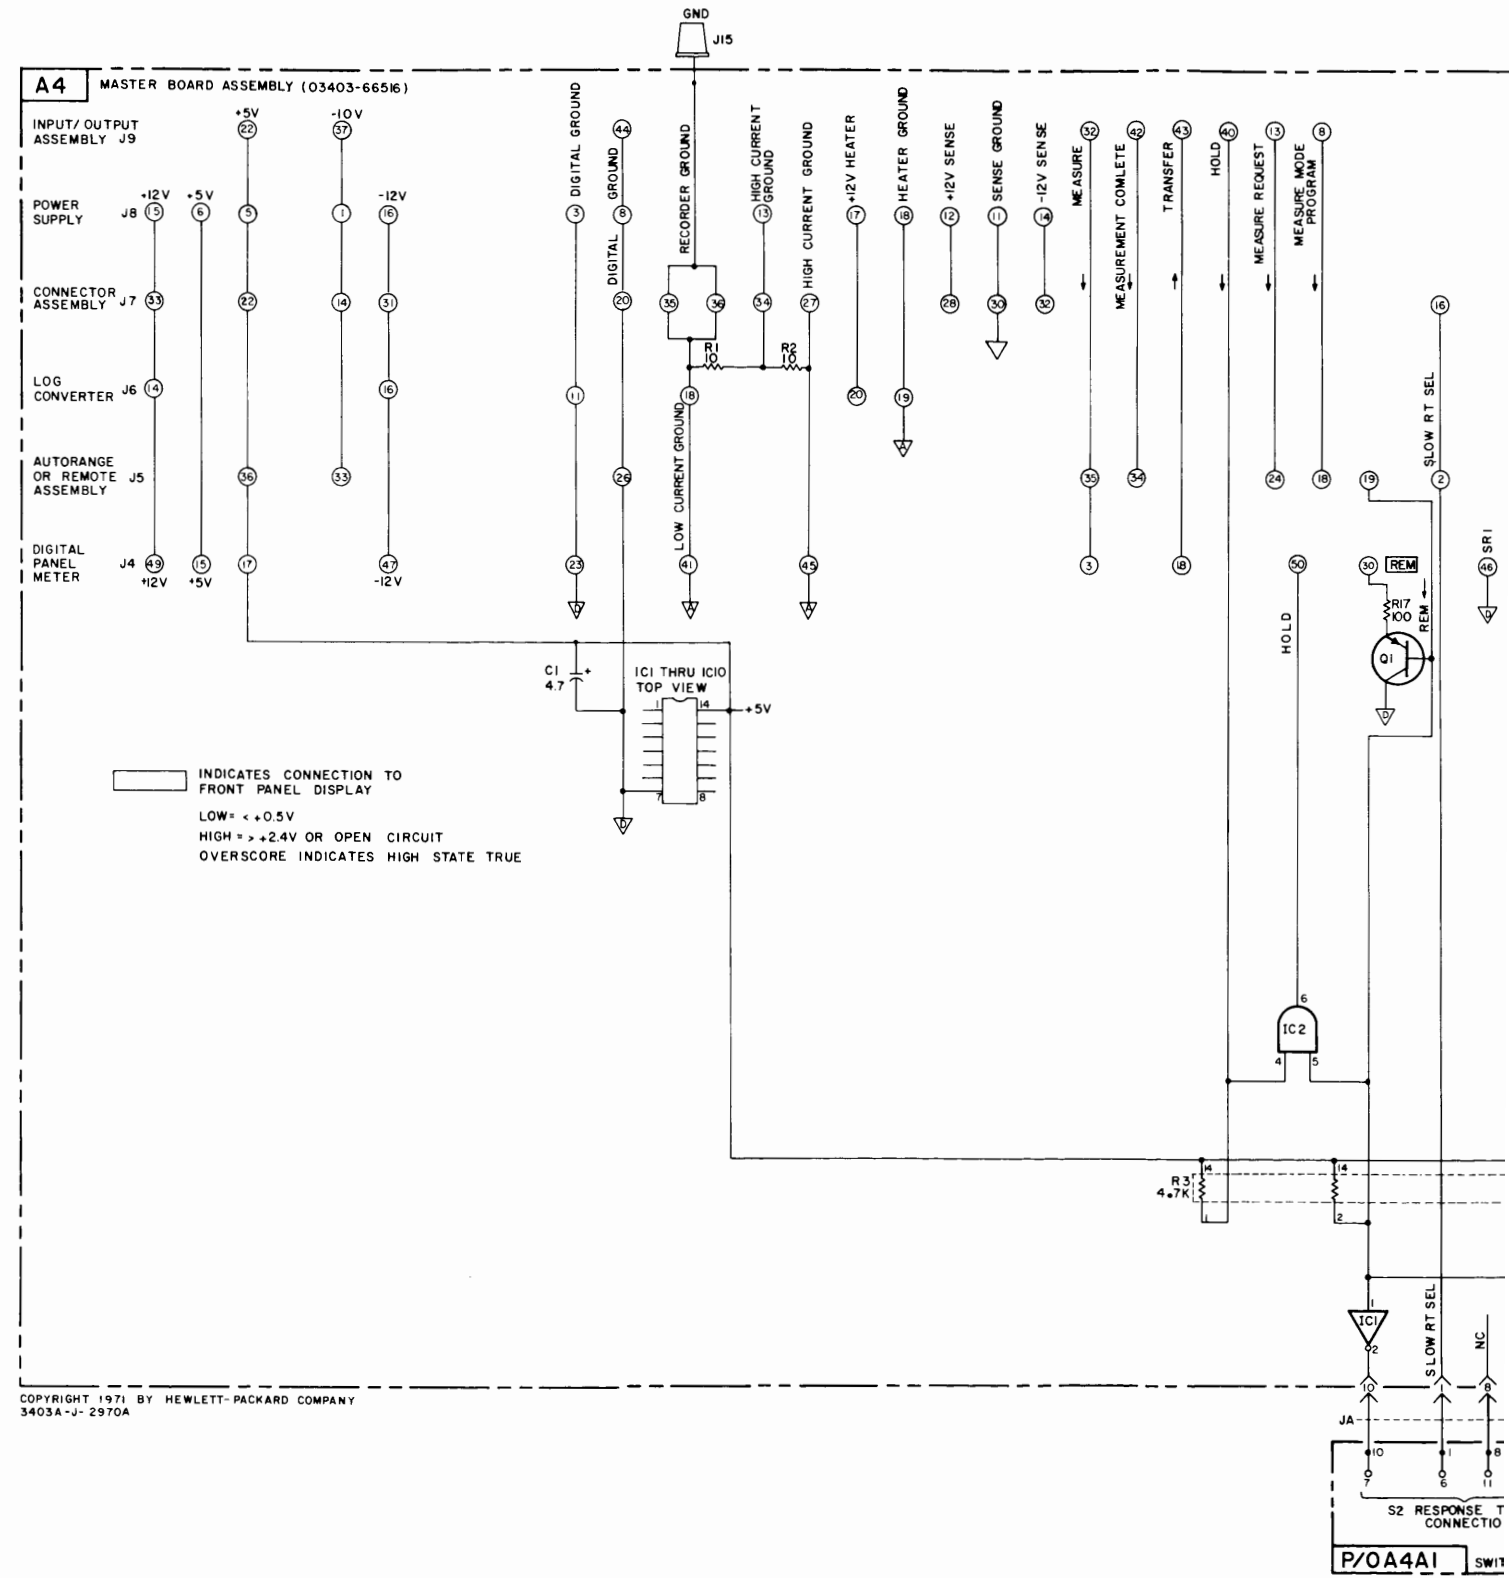 GND
J15
A4 MASTER BOARD ASSEMBLY (03403-66516)
INPUT/OUTPUT
ASSEMBLY J9
+5V
22
-10V
37
44
32
42
43
40
13
8
POWER
SUPPLY J8
+12V
15
+5V
6
5
1
-12V
16
3
8
13
17
18
12
11
14
DIGITAL GROUND
DIGITAL GROUND
RECORDER GROUND
HIGH CURRENT
GROUND
HIGH CURRENT GROUND
+12V HEATER
HEATER GROUND
+12V SENSE
SENSE GROUND
-12V SENSE
MEASURE
MEASUREMENT COMLETE
TRANSFER
HOLD
MEASURE REQUEST
MEASURE MODE
PROGRAM
CONNECTOR
ASSEMBLY J7
33
22
14
31
20
35
36
34
27
28
30
32
16
R1
10
R2
10
LOG
CONVERTER J6
14
16
11
18
20
19
A
SLOW RT SEL
LOW CURRENT GROUND
AUTORANGE
OR REMOTE J5
ASSEMBLY
36
33
26
35
34
24
18
19
2
DIGITAL
PANEL J4
METER
49
+12V
15
+5V
17
47
-12V
23
41
45
3
18
50
30
REM
46
SR1
D
A
A
D
R17
100
REM
HOLD
Q1
D
C1
4.7
+
IC1 THRU IC10
TOP VIEW
1
14
+5V
7
8
D
INDICATES CONNECTION TO
FRONT PANEL DISPLAY
LOW= < +0.5V
HIGH = > +2.4V OR OPEN CIRCUIT
OVERSCORE INDICATES HIGH STATE TRUE
6
IC2
4
5
14
14
R3
4.7K
1
2
1
IC1
2
SLOW RT SEL
NC
10
1
8
COPYRIGHT 1971 BY HEWLETT-PACKARD COMPANY
3403A-J-2970A
JA
10
1
8
7
6
11
S2 RESPONSE T
CONNECTIO
P/O A4A1 SWIT